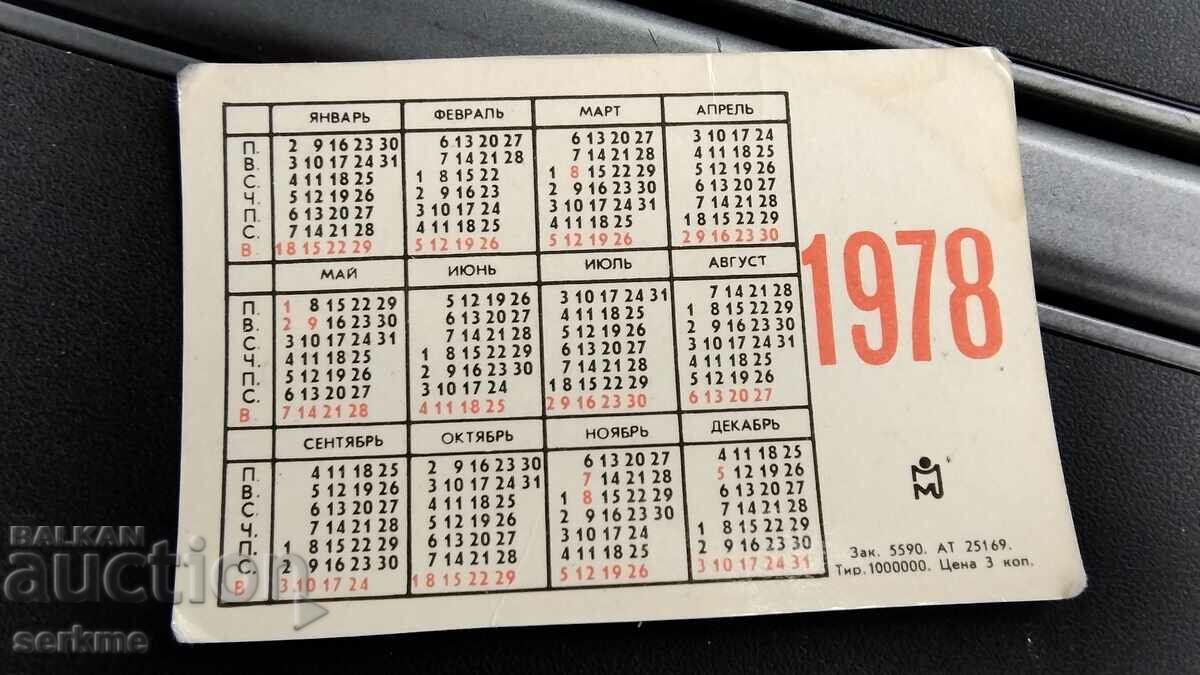 ЯНВАРЬ ФЕВРАЛЬ МАРТ АПРЕЛЬ
П. 2 9 16 23 30 6 13 20 27 6 13 20 27 3 10 17 24
В. 3 10 17 24 31 7 14 21 28 7 14 21 28 4 11 18 25
С. 4 11 18 25 1 8 15 22 1 8 15 22 29 5 12 19 26
Ч. 5 12 19 26 2 9 16 23 2 9 16 23 30 6 13 20 27
П. 6 13 20 27 3 10 17 24 3 10 17 24 31 7 14 21 28
С. 7 14 21 28 4 11 18 25 4 11 18 25 1 8 15 22 29
В. 1 8 15 22 29 5 12 19 26 5 12 19 26 2 9 16 23 30
1978
МАЙ ИЮНЬ ИЮЛЬ АВГУСТ
П. 1 8 15 22 29 5 12 19 26 3 10 17 24 31 7 14 21 28
В. 2 9 16 23 30 6 13 20 27 4 11 18 25 1 8 15 22 29
С. 3 10 17 24 31 7 14 21 28 5 12 19 26 2 9 16 23 30
Ч. 4 11 18 25 1 8 15 22 29 6 13 20 27 3 10 17 24 31
П. 5 12 19 26 2 9 16 23 30 7 14 21 28 4 11 18 25
С. 6 13 20 27 3 10 17 24 1 8 15 22 29 5 12 19 26
В. 7 14 21 28 4 11 18 25 2 9 16 23 30 6 13 20 27
СЕНТЯБРЬ ОКТЯБРЬ НОЯБРЬ ДЕКАБРЬ
П. 4 11 18 25 2 9 16 23 30 6 13 20 27 4 11 18 25
В. 5 12 19 26 3 10 17 24 31 7 14 21 28 5 12 19 26
С. 6 13 20 27 4 11 18 25 1 8 15 22 29 6 13 20 27
Ч. 7 14 21 28 5 12 19 26 2 9 16 23 30 7 14 21 28
П. 1 8 15 22 29 6 13 20 27 3 10 17 24 1 8 15 22 29
С. 2 9 16 23 30 7 14 21 28 4 11 18 25 2 9 16 23 30
В 3 10 17 24 1 8 15 22 29 5 12 19 26 3 10 17 24 31
Зак. 5590. АТ 25169.
Тир. 1000000. Цена 3 коп.
BALKAN
auction
serkme